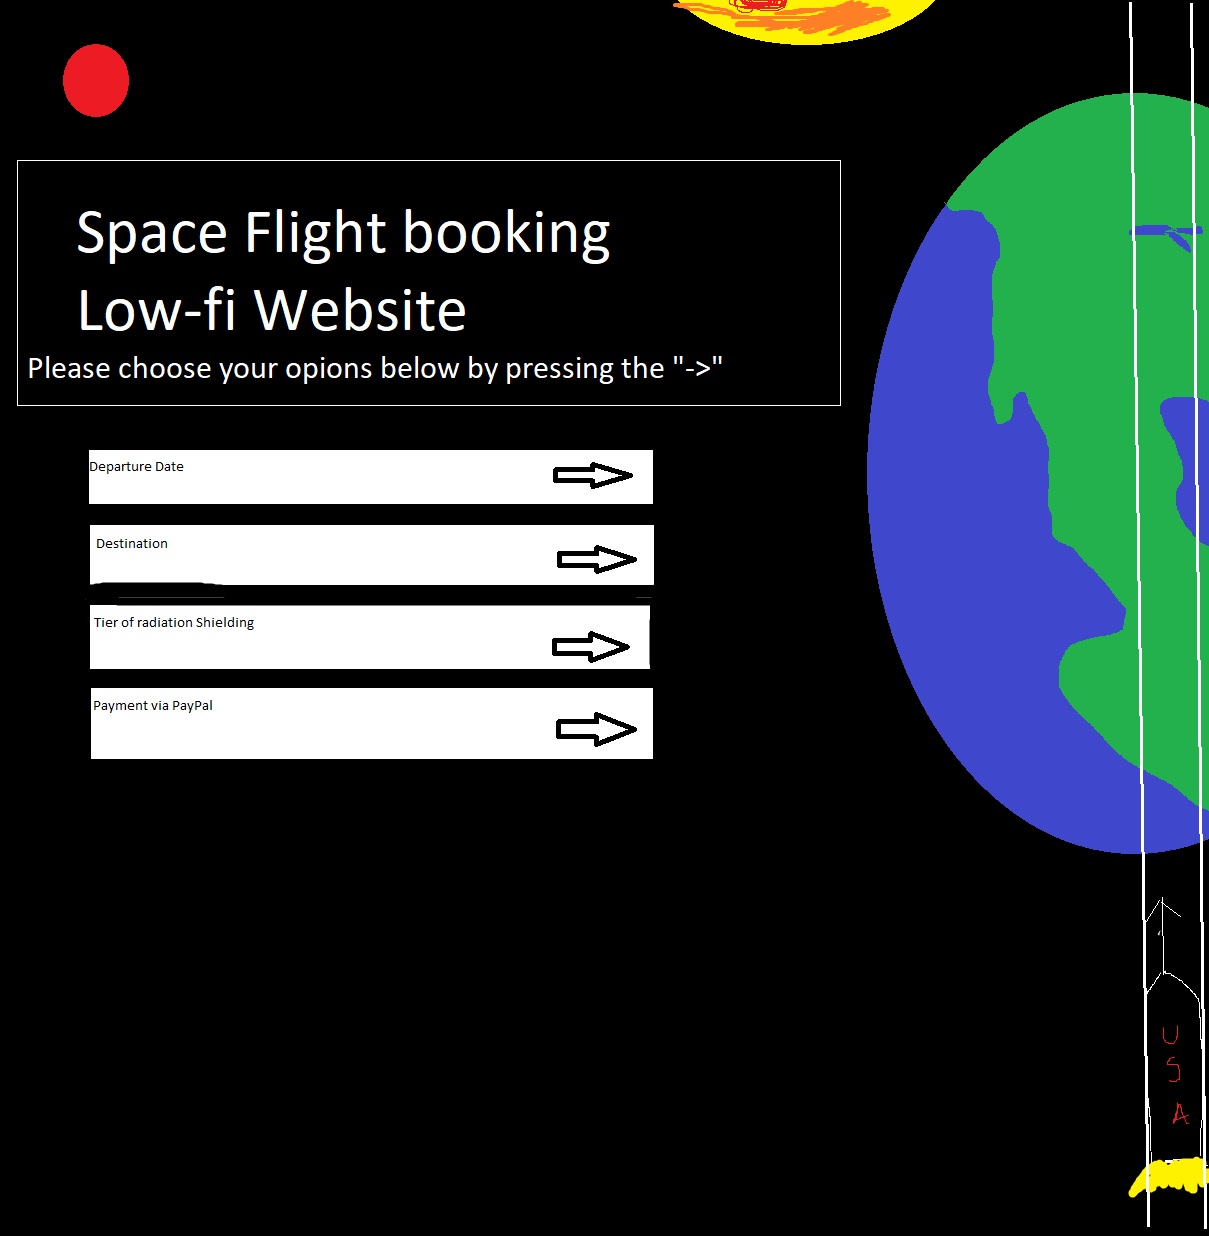 Space Flight booking
Low-fi Website
Please choose your opions below by pressing the "->"
Departure Date
Destination
Tier of radiation Shielding
Payment via PayPal
U
S
A